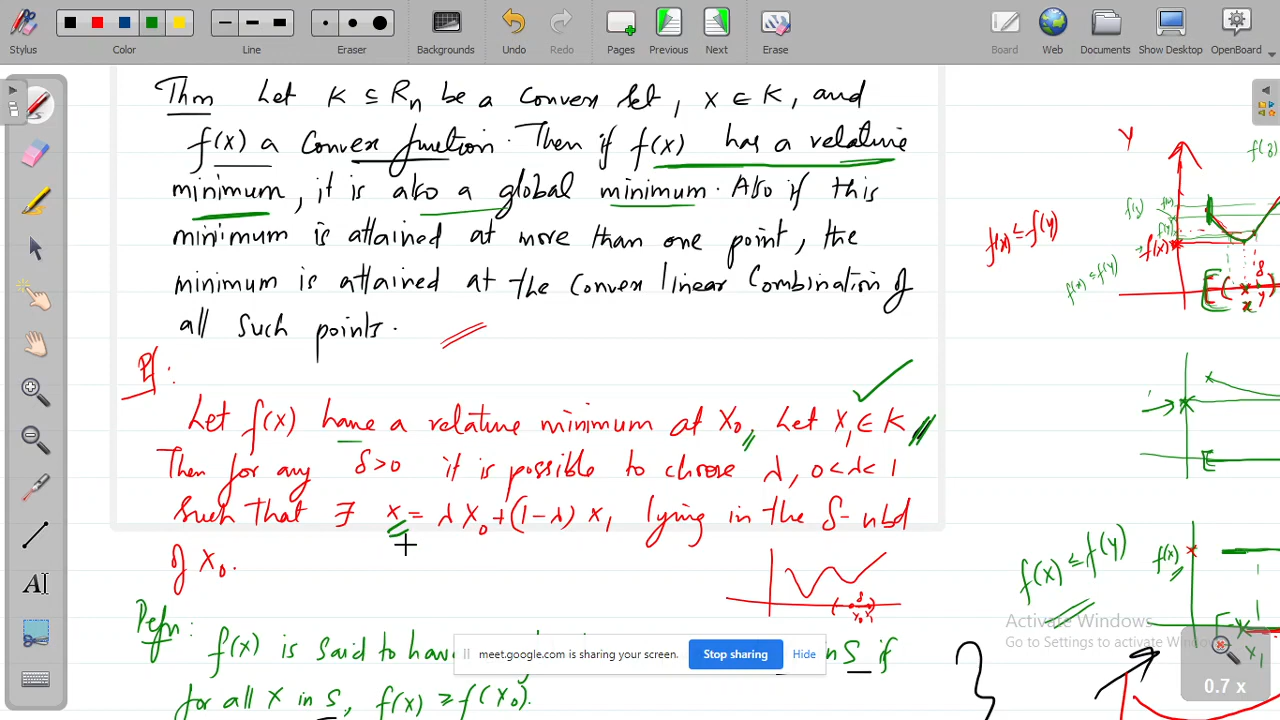 Stylus Color Line Eraser Backgrounds Undo Redo Pages Previous Next Erase Board Web Documents Show Desktop OpenBoard
Thm Let K ⊆ Rn be a Convex Set, X ∈ K, and
f(X) a Convex function. Then if f(X) has a relative
minimum, it is also a global minimum. Also if this
minimum is attained at more than one point, the
minimum is attained at the Convex linear Combination of
all Such points.
Pf:
Let f(X) have a relative minimum at X₀, Let X₁ ∈ K
Then for any δ>0 it is possible to choose λ, 0<λ<1
Such that ∃ x = λX₀+(1-λ)x₁ lying in the δ-nbd
of X₀.
δ
x₀
Defn: f(X) is Said to have in S if
for all X in S, f(X) ≥ f(X₀).
meet.google.com is sharing your screen. Stop sharing Hide
Y
f(x) ≤ f(y)
f(y)
f(x)
f(x) ≤ f(y)
δ
x y
x
f(x) ≤ f(y)
f(x)
x
x₁
Activate Windows
Go to Settings to activate Windows
0.7 x